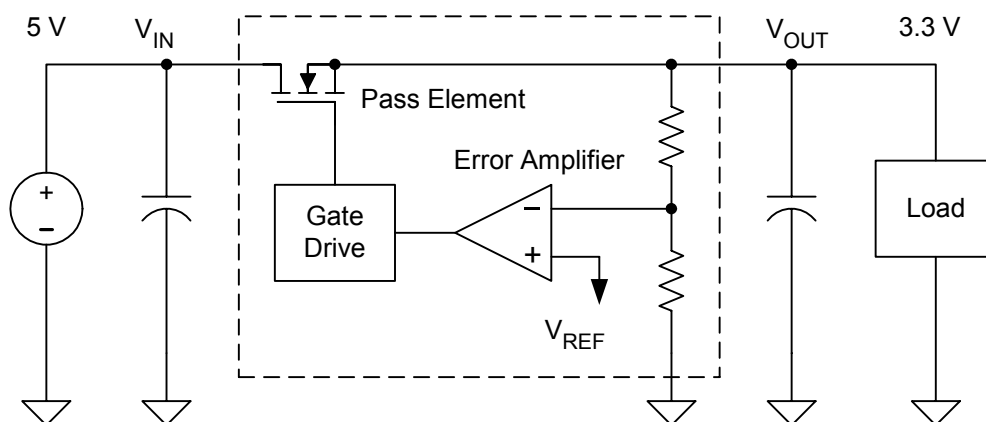 5 V
V_IN
V_OUT
3.3 V
Pass Element
Error Amplifier
+
−
Gate
Drive
−
+
V_REF
Load